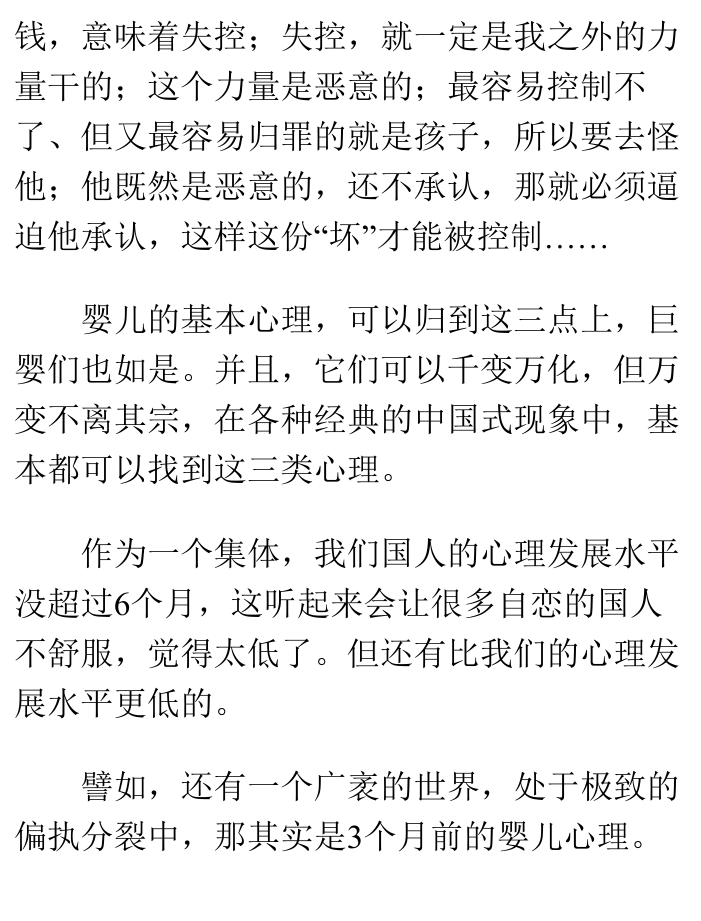 钱，意味着失控；失控，就一定是我之外的力
量干的；这个力量是恶意的；最容易控制不
了、但又最容易归罪的就是孩子，所以要去怪
他；他既然是恶意的，还不承认，那就必须逼
迫他承认，这样这份“坏”才能被控制……
婴儿的基本心理，可以归到这三点上，巨
婴们也如是。并且，它们可以千变万化，但万
变不离其宗，在各种经典的中国式现象中，基
本都可以找到这三类心理。
作为一个集体，我们国人的心理发展水平
没超过6个月，这听起来会让很多自恋的国人
不舒服，觉得太低了。但还有比我们的心理发
展水平更低的。
譬如，还有一个广袤的世界，处于极致的
偏执分裂中，那其实是3个月前的婴儿心理。